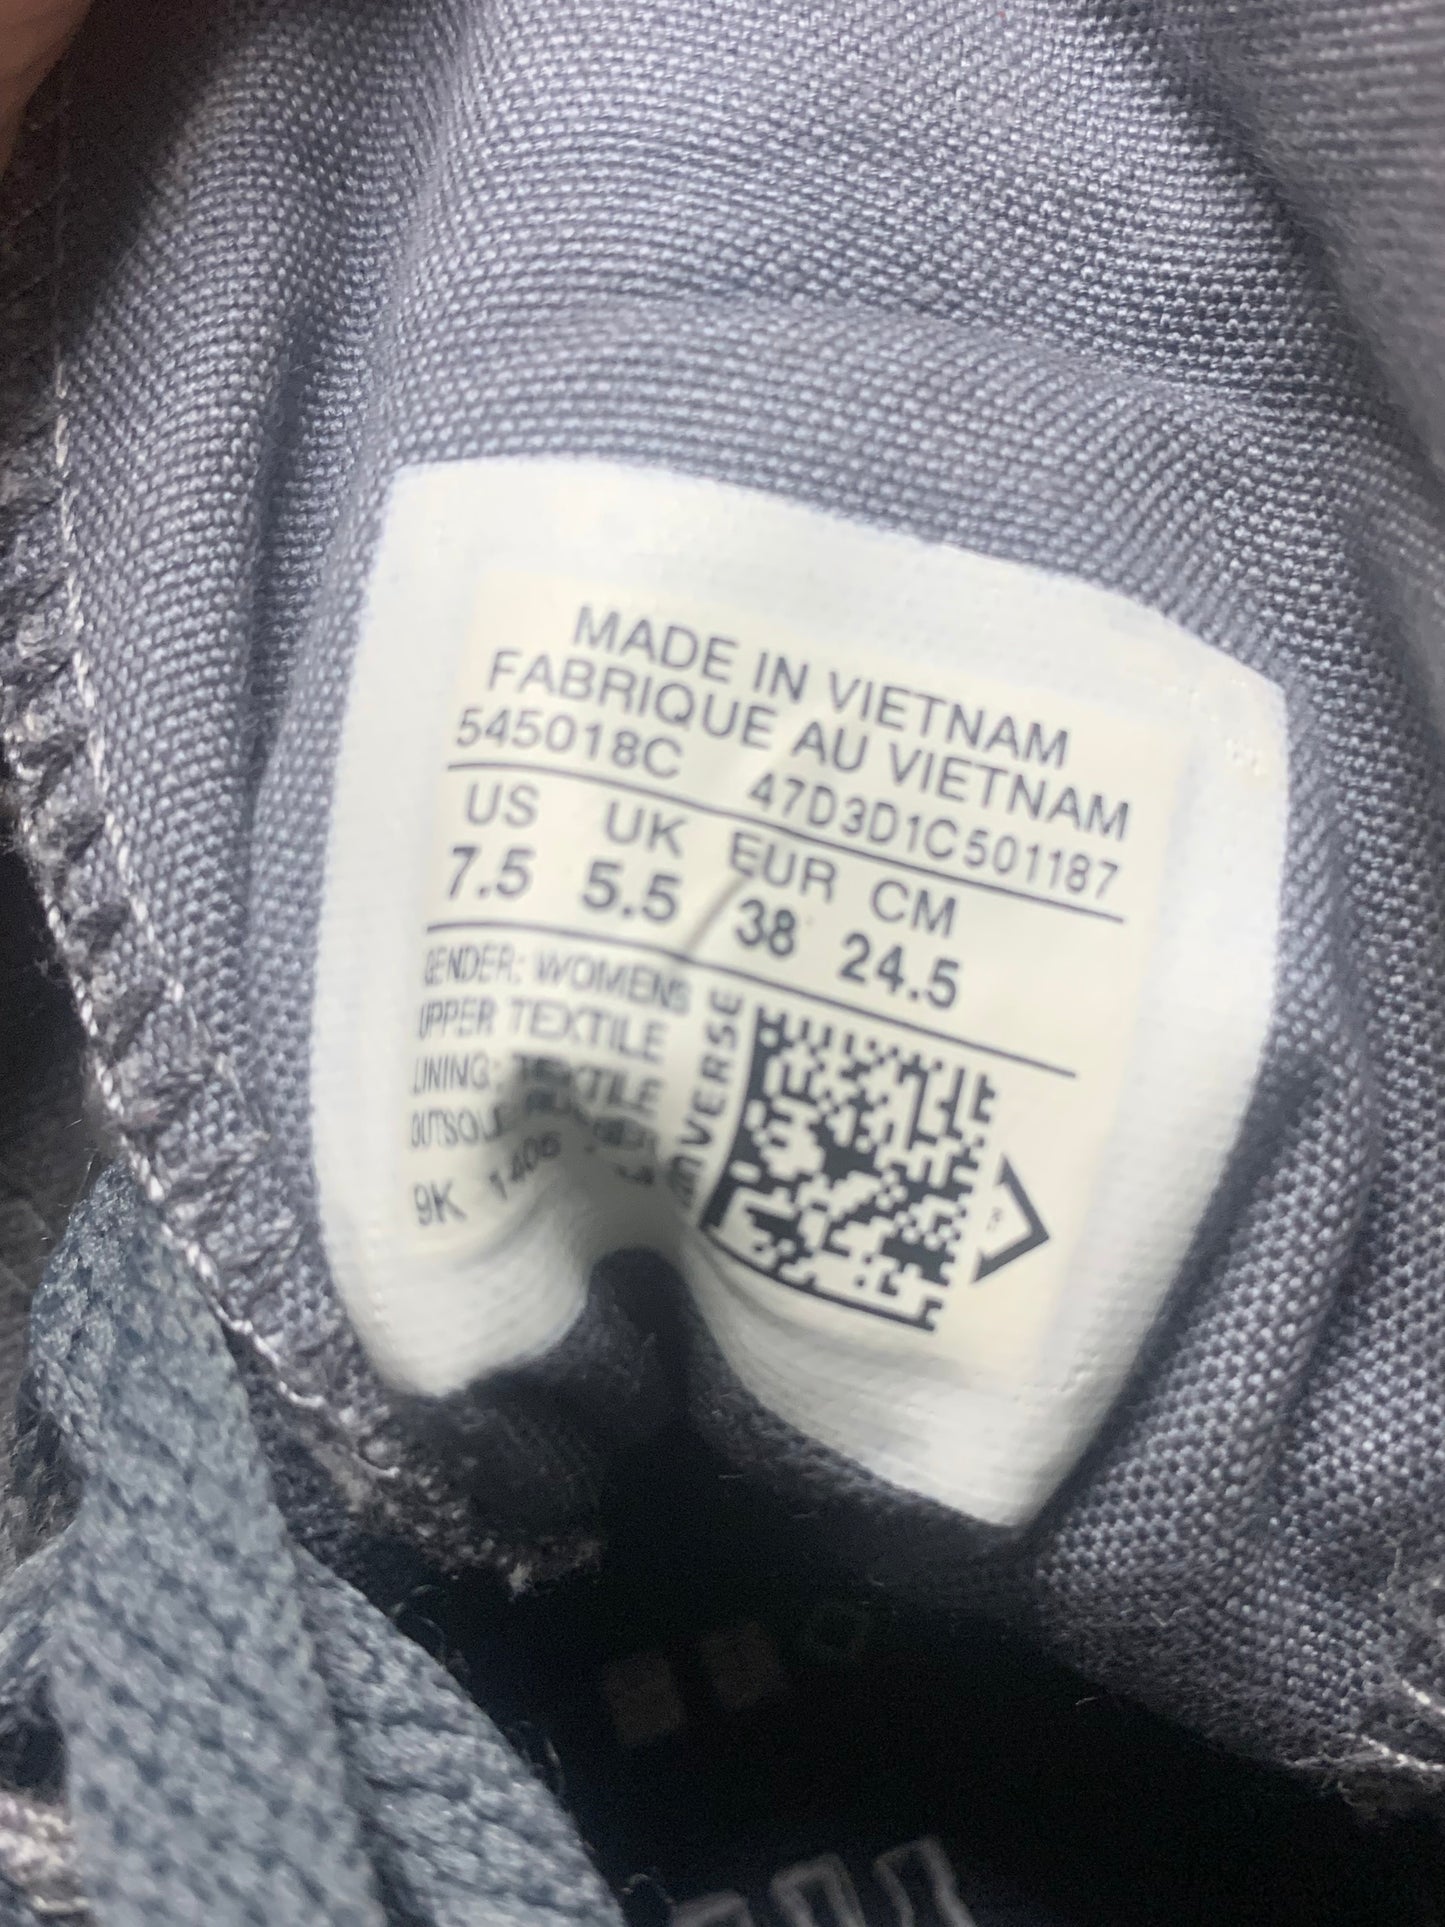 MADE IN VIETNAM
FABRIQUE AU VIETNAM
545018C 47D3D1C501187
US UK EUR CM
7.5 5.5 38 24.5
GENDER: WOMENS
UPPER TEXTILE
LINING: TEXTILE
9K 1406